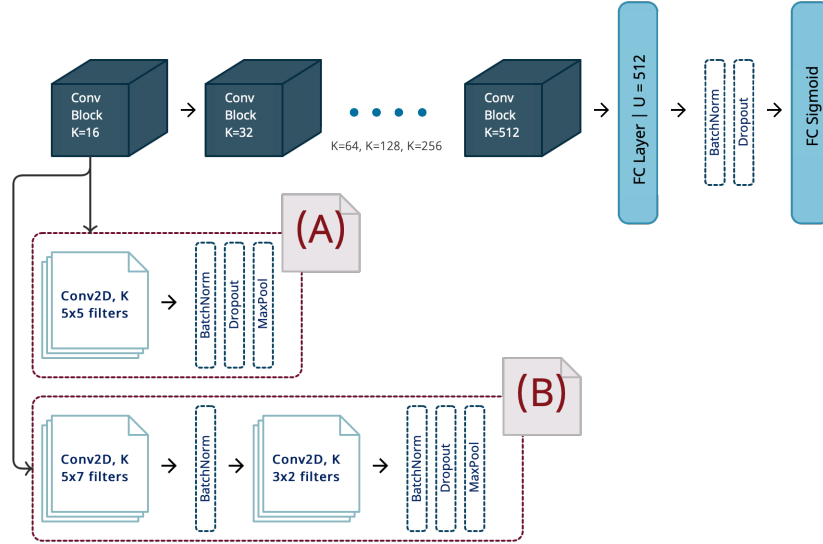 Conv
Block
K=16
Conv
Block
K=32
K=64, K=128, K=256
Conv
Block
K=512
FC Layer | U = 512
BatchNorm
Dropout
FC Sigmoid
(A)
Conv2D, K
5x5 filters
BatchNorm
Dropout
MaxPool
(B)
Conv2D, K
5x7 filters
BatchNorm
Conv2D, K
3x2 filters
BatchNorm
Dropout
MaxPool